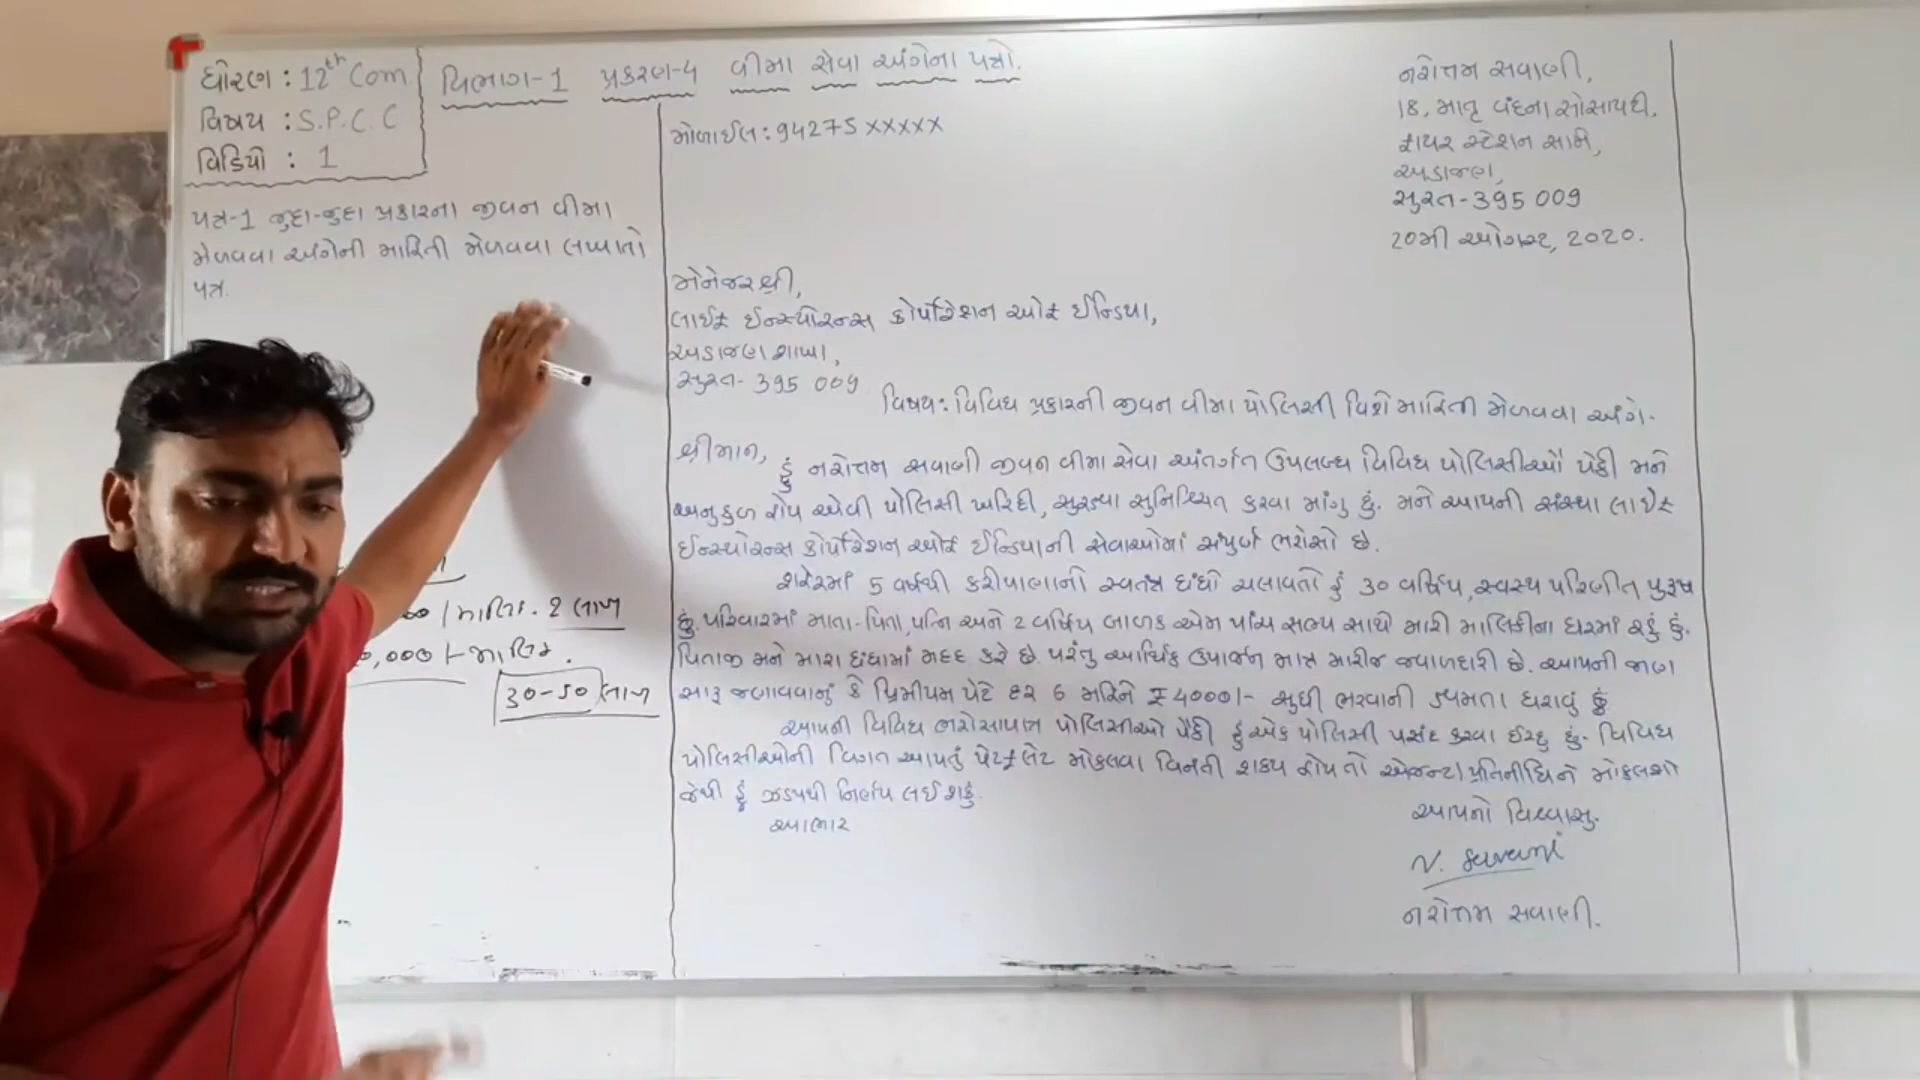 ધોરણ : 12th Com
વિષય : S.P.C.C
વિડિયો : 1
વિભાગ-1 પ્રકરણ-4 વીમા સેવા અંગેના પત્રો.
પત્ર-1 જુદા-જુદા પ્રકારના જીવન વીમા
મેળવવા અંગેની માહિતી મેળવવા લખાતો
પત્ર.
/માસિક. 2 લાખ
0,000/- માસિક.
30-50 લાખ
મોબાઈલ : 94275xxxxx
નરોત્તમ સવાણી,
18, માતૃ વંદના સોસાયટી,
ફાયર સ્ટેશન સામે,
અડાજણ,
સુરત-395 009
20મી ઓગસ્ટ, 2020.
મેનેજરશ્રી,
લાઈફ ઈન્સ્યોરન્સ કોર્પોરેશન ઓફ ઈન્ડિયા,
અડાજણ શાખા,
સુરત- 395 009
વિષય: વિવિધ પ્રકારની જીવન વીમા પોલિસી વિશે માહિતી મેળવવા અંગે.
શ્રીમાન,
હું નરોત્તમ સવાણી જીવન વીમા સેવા અંતર્ગત ઉપલબ્ધ વિવિધ પોલિસીઓ પૈકી મને
અનુકુળ હોય એવી પોલિસી ખરિદી, સુરક્ષા સુનિશ્ચિત કરવા માંગુ છું. મને આપની સંસ્થા લાઈફ
ઈન્સ્યોરન્સ કોર્પોરેશન ઓફ ઈન્ડિયાની સેવાઓમાં સંપુર્ણ ભરોસો છે.
શહેરમાં 5 વર્ષથી કરીયાણાનો સ્વતંત્ર ધંધો ચલાવતો હું 30 વર્ષિય, સ્વસ્થ પરિણીત પુરૂષ
છું. પરિવારમાં માતા-પિતા, પત્નિ અને 2 વર્ષિય બાળક એમ પાંચ સભ્ય સાથે મારી માલિકીના ઘરમાં રહું છું.
પિતાજી મને મારા ધંધામાં મદદ કરે છે. પરંતુ આર્થિક ઉપાર્જન માત્ર મારીજ જવાબદારી છે. આપની જાણ
સારૂ જણાવવાનું કે પ્રિમીયમ પેટે દર 6 મહિને ₹ 4000/- સુધી ભરવાની ક્ષમતા ધરાવું છું
આપની વિવિધ ભરોસાપાત્ર પોલિસીઓ પૈકી હું એક પોલિસી પસંદ કરવા ઈચ્છુ છું. વિવિધ
પોલિસીઓની વિગત આપતું પેમ્ફલેટ મોકલવા વિનંતી શક્ય હોય તો એજન્ટ/પ્રતિનીધિને મોકલશો
જેથી હું ઝડપથી નિર્ણય લઈ શકું.
આભાર
આપનો વિશ્વાસુ.
N. Savani
નરોત્તમ સવાણી.